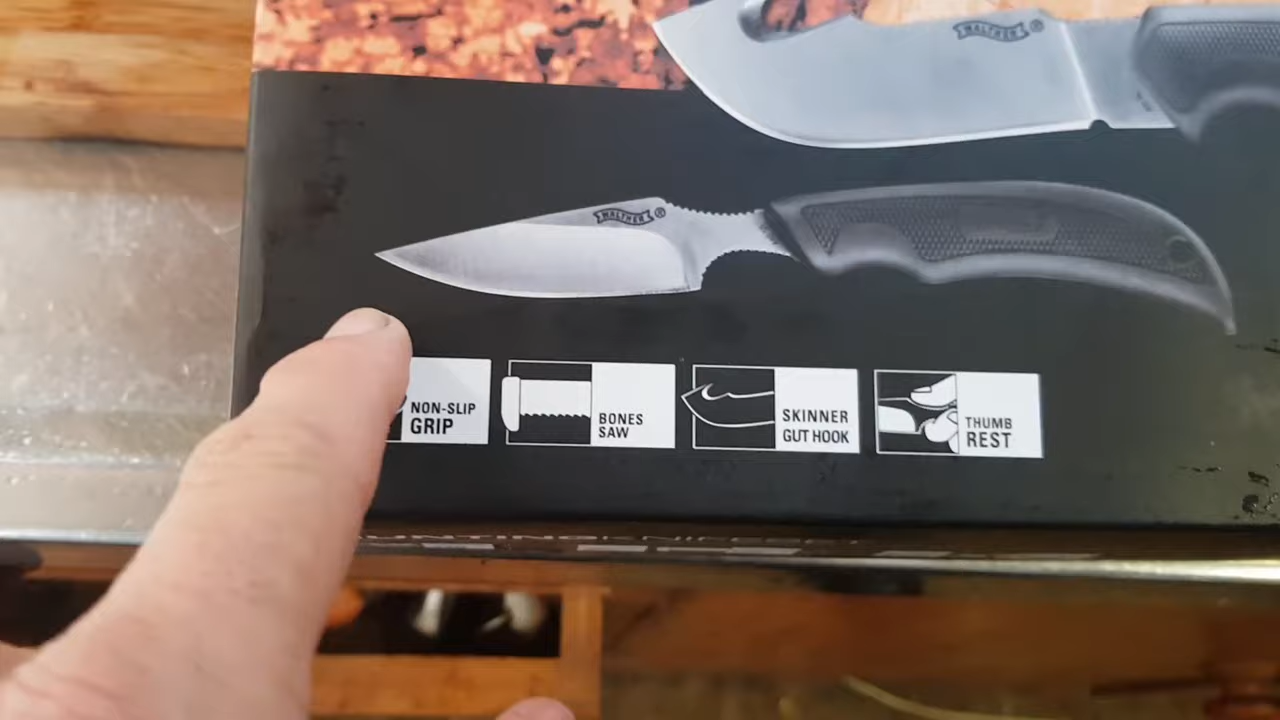 WALTHER ®
WALTHER ®
NON-SLIP
GRIP
BONES
SAW
SKINNER
GUT HOOK
THUMB
REST